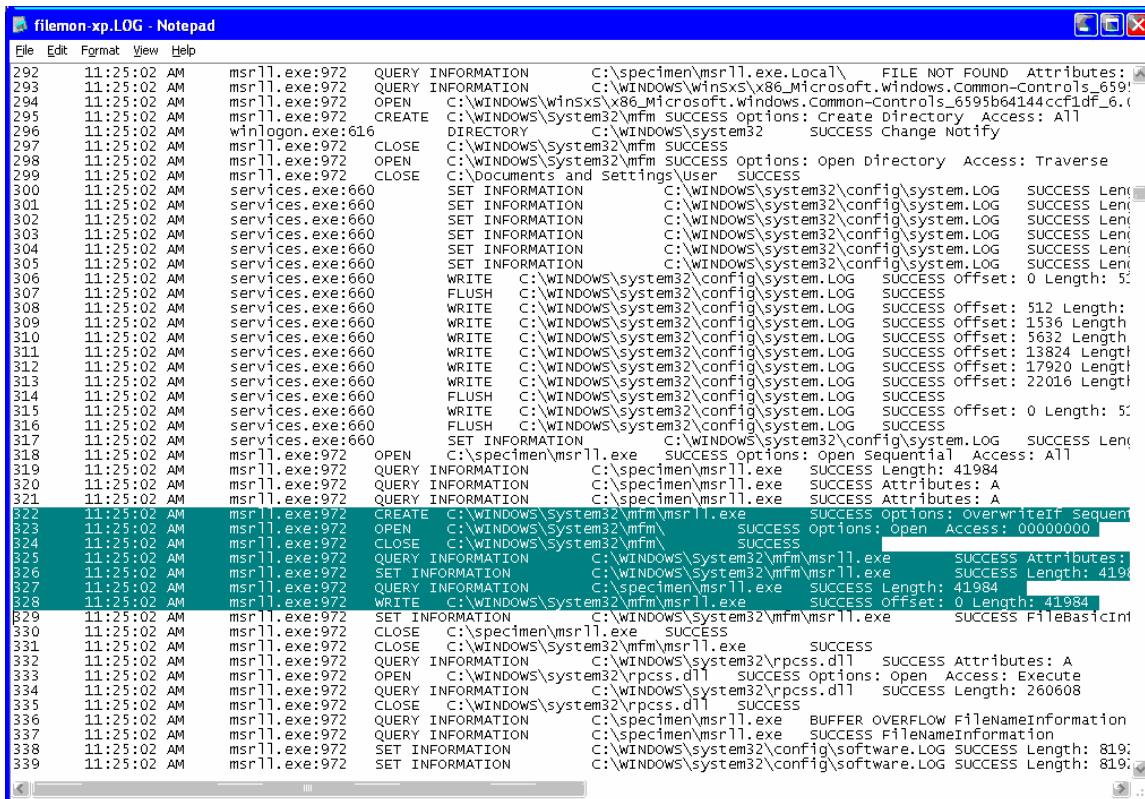 filemon-xp.LOG - Notepad
File Edit Format View Help
292 11:25:02 AM msrll.exe:972 QUERY INFORMATION C:\specimen\msrll.exe.Local\ FILE NOT FOUND Attributes:
293 11:25:02 AM msrll.exe:972 QUERY INFORMATION C:\WINDOWS\WinSxS\x86_Microsoft.Windows.Common-Controls_659
294 11:25:02 AM msrll.exe:972 OPEN C:\WINDOWS\WinSxS\x86_Microsoft.Windows.Common-Controls_6595b64144ccf1df_6.
295 11:25:02 AM msrll.exe:972 CREATE C:\WINDOWS\System32\mfm SUCCESS Options: Create Directory Access: All
296 11:25:02 AM winlogon.exe:616 DIRECTORY C:\WINDOWS\system32 SUCCESS Change Notify
297 11:25:02 AM msrll.exe:972 CLOSE C:\WINDOWS\System32\mfm SUCCESS
298 11:25:02 AM msrll.exe:972 OPEN C:\WINDOWS\System32\mfm SUCCESS Options: Open Directory Access: Traverse
299 11:25:02 AM msrll.exe:972 CLOSE C:\Documents and Settings\User SUCCESS
300 11:25:02 AM services.exe:660 SET INFORMATION C:\WINDOWS\system32\config\system.LOG SUCCESS Len
301 11:25:02 AM services.exe:660 SET INFORMATION C:\WINDOWS\system32\config\system.LOG SUCCESS Len
302 11:25:02 AM services.exe:660 SET INFORMATION C:\WINDOWS\system32\config\system.LOG SUCCESS Len
303 11:25:02 AM services.exe:660 SET INFORMATION C:\WINDOWS\system32\config\system.LOG SUCCESS Len
304 11:25:02 AM services.exe:660 SET INFORMATION C:\WINDOWS\system32\config\system.LOG SUCCESS Len
305 11:25:02 AM services.exe:660 SET INFORMATION C:\WINDOWS\system32\config\system.LOG SUCCESS Len
306 11:25:02 AM services.exe:660 WRITE C:\WINDOWS\system32\config\system.LOG SUCCESS Offset: 0 Length: 5
307 11:25:02 AM services.exe:660 FLUSH C:\WINDOWS\system32\config\system.LOG SUCCESS
308 11:25:02 AM services.exe:660 WRITE C:\WINDOWS\system32\config\system.LOG SUCCESS Offset: 512 Length:
309 11:25:02 AM services.exe:660 WRITE C:\WINDOWS\system32\config\system.LOG SUCCESS Offset: 1536 Length
310 11:25:02 AM services.exe:660 WRITE C:\WINDOWS\system32\config\system.LOG SUCCESS Offset: 5632 Length
311 11:25:02 AM services.exe:660 WRITE C:\WINDOWS\system32\config\system.LOG SUCCESS Offset: 13824 Length
312 11:25:02 AM services.exe:660 WRITE C:\WINDOWS\system32\config\system.LOG SUCCESS Offset: 17920 Length
313 11:25:02 AM services.exe:660 WRITE C:\WINDOWS\system32\config\system.LOG SUCCESS Offset: 22016 Length
314 11:25:02 AM services.exe:660 FLUSH C:\WINDOWS\system32\config\system.LOG SUCCESS
315 11:25:02 AM services.exe:660 WRITE C:\WINDOWS\system32\config\system.LOG SUCCESS Offset: 0 Length: 5
316 11:25:02 AM services.exe:660 FLUSH C:\WINDOWS\system32\config\system.LOG SUCCESS
317 11:25:02 AM services.exe:660 SET INFORMATION C:\WINDOWS\system32\config\system.LOG SUCCESS Len
318 11:25:02 AM msrll.exe:972 OPEN C:\specimen\msrll.exe SUCCESS Options: Open Sequential Access: All
319 11:25:02 AM msrll.exe:972 QUERY INFORMATION C:\specimen\msrll.exe SUCCESS Length: 41984
320 11:25:02 AM msrll.exe:972 QUERY INFORMATION C:\specimen\msrll.exe SUCCESS Attributes: A
321 11:25:02 AM msrll.exe:972 QUERY INFORMATION C:\specimen\msrll.exe SUCCESS Attributes: A
322 11:25:02 AM msrll.exe:972 CREATE C:\WINDOWS\System32\mfm\msrll.exe SUCCESS Options: OverwriteIf Sequent
323 11:25:02 AM msrll.exe:972 OPEN C:\WINDOWS\System32\mfm\ SUCCESS Options: Open Access: 00000000
324 11:25:02 AM msrll.exe:972 CLOSE C:\WINDOWS\System32\mfm\ SUCCESS
325 11:25:02 AM msrll.exe:972 QUERY INFORMATION C:\WINDOWS\System32\mfm\msrll.exe SUCCESS Attributes:
326 11:25:02 AM msrll.exe:972 SET INFORMATION C:\WINDOWS\System32\mfm\msrll.exe SUCCESS Length: 419
327 11:25:02 AM msrll.exe:972 QUERY INFORMATION C:\specimen\msrll.exe SUCCESS Length: 41984
328 11:25:02 AM msrll.exe:972 WRITE C:\WINDOWS\System32\mfm\msrll.exe SUCCESS Offset: 0 Length: 41984
329 11:25:02 AM msrll.exe:972 SET INFORMATION C:\WINDOWS\System32\mfm\msrll.exe SUCCESS FileBasicInf
330 11:25:02 AM msrll.exe:972 CLOSE C:\specimen\msrll.exe SUCCESS
331 11:25:02 AM msrll.exe:972 CLOSE C:\WINDOWS\System32\mfm\msrll.exe SUCCESS
332 11:25:02 AM msrll.exe:972 QUERY INFORMATION C:\WINDOWS\system32\rpcss.dll SUCCESS Attributes: A
333 11:25:02 AM msrll.exe:972 OPEN C:\WINDOWS\system32\rpcss.dll SUCCESS Options: Open Access: Execute
334 11:25:02 AM msrll.exe:972 QUERY INFORMATION C:\WINDOWS\system32\rpcss.dll SUCCESS Length: 260608
335 11:25:02 AM msrll.exe:972 CLOSE C:\WINDOWS\system32\rpcss.dll SUCCESS
336 11:25:02 AM msrll.exe:972 QUERY INFORMATION C:\specimen\msrll.exe BUFFER OVERFLOW FileNameInformation
337 11:25:02 AM msrll.exe:972 QUERY INFORMATION C:\specimen\msrll.exe SUCCESS FileNameInformation
338 11:25:02 AM msrll.exe:972 SET INFORMATION C:\WINDOWS\system32\config\software.LOG SUCCESS Length: 819
339 11:25:02 AM msrll.exe:972 SET INFORMATION C:\WINDOWS\system32\config\software.LOG SUCCESS Length: 819